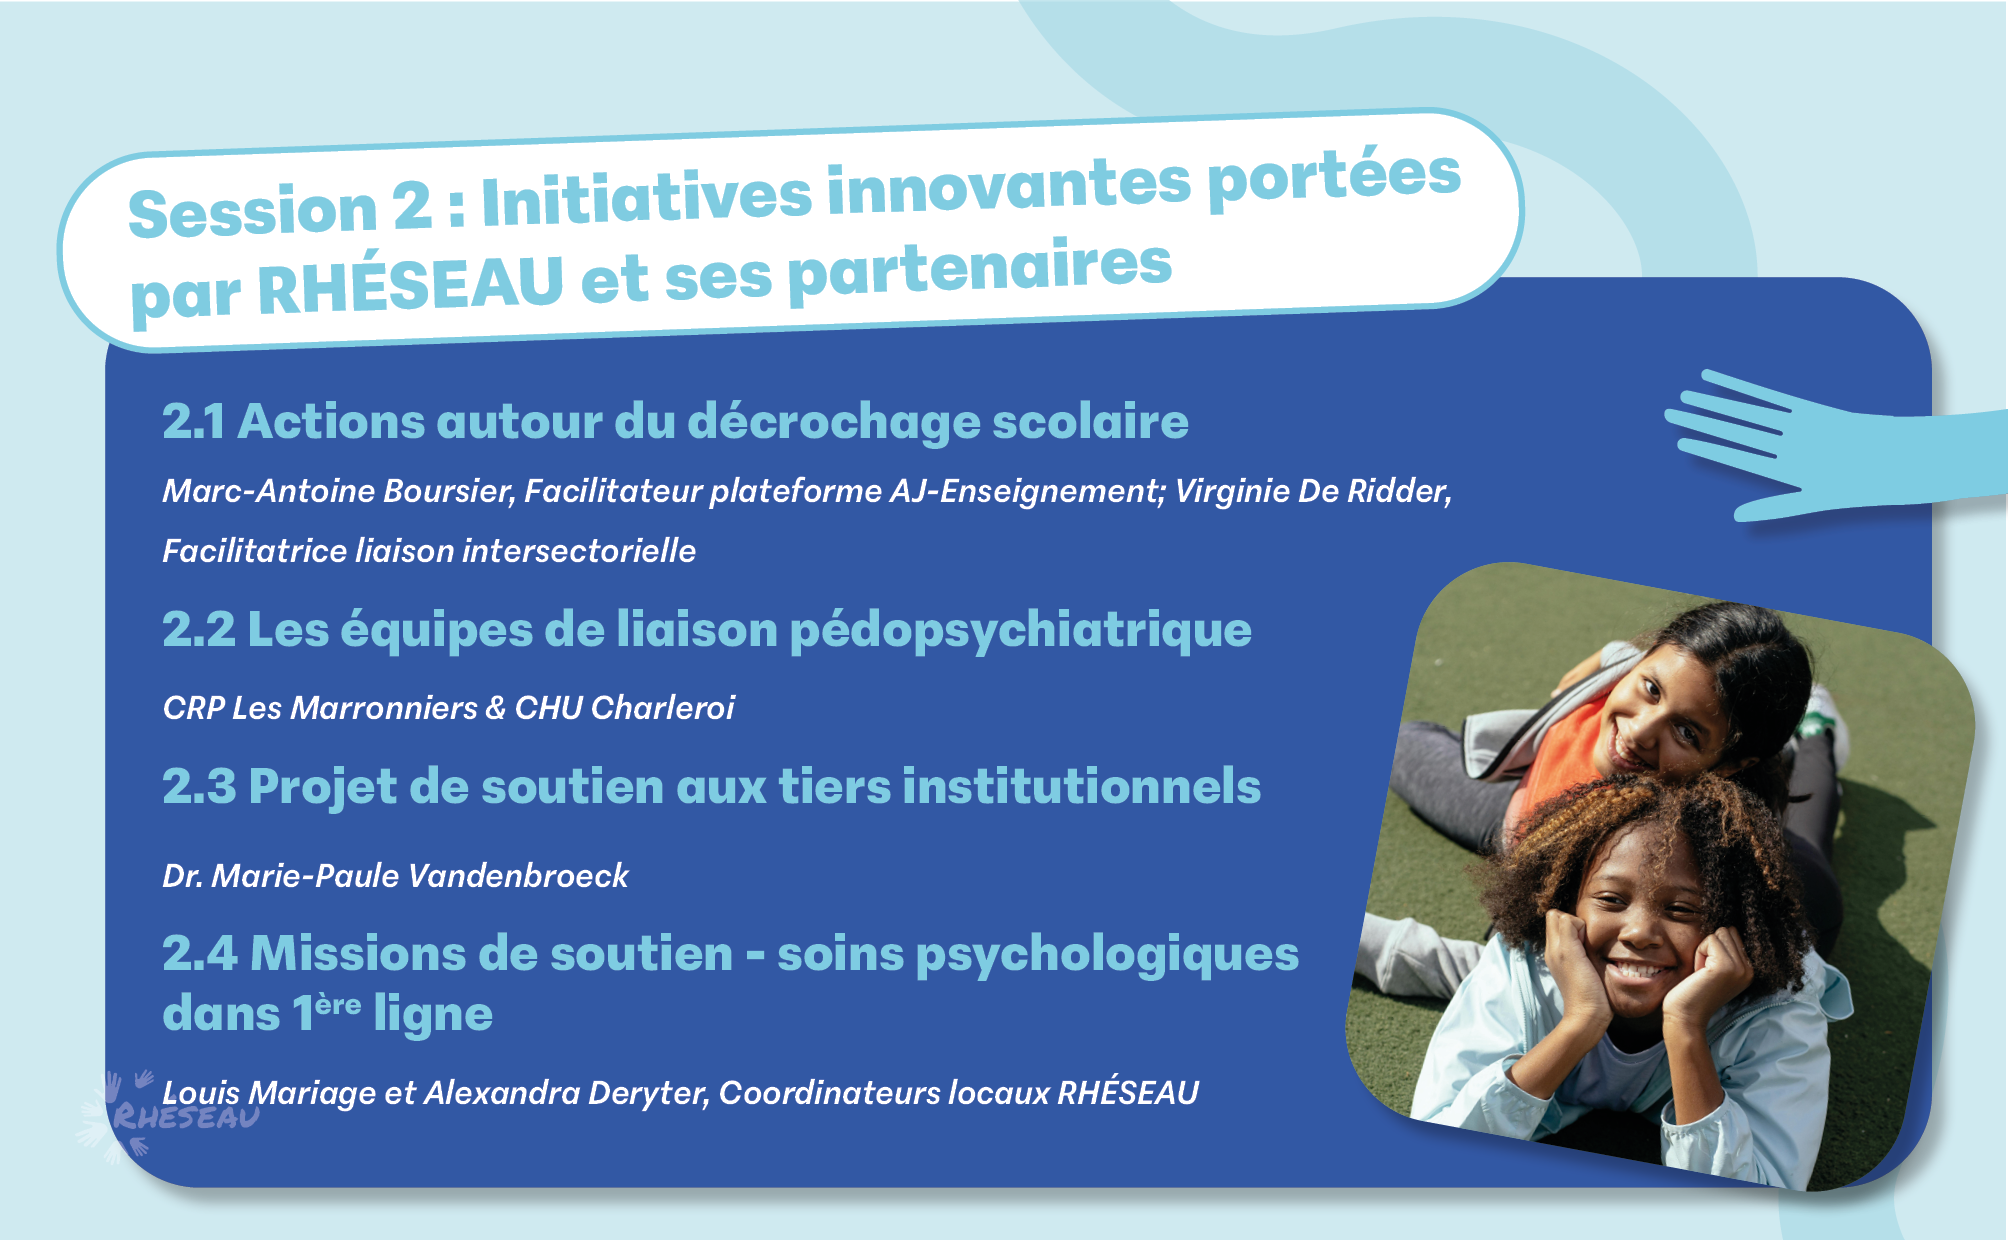 Session 2 : Initiatives innovantes portées
par RHÉSEAU et ses partenaires
2.1 Actions autour du décrochage scolaire
Marc-Antoine Boursier, Facilitateur plateforme AJ-Enseignement; Virginie De Ridder,
Facilitatrice liaison intersectorielle
2.2 Les équipes de liaison pédopsychiatrique
CRP Les Marronniers & CHU Charleroi
2.3 Projet de soutien aux tiers institutionnels
Dr. Marie-Paule Vandenbroeck
2.4 Missions de soutien - soins psychologiques
dans 1ère ligne
Louis Mariage et Alexandra Deryter, Coordinateurs locaux RHÉSEAU
RHÉSEAU